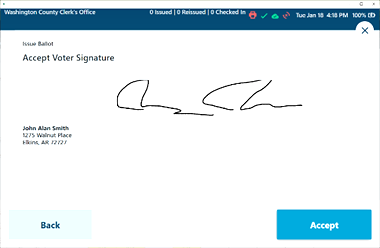 Washington County Clerk's Office 0 Issued | 0 Reissued | 0 Checked In Tue Jan 18 4:18 PM 100%
Issue Ballot
Accept Voter Signature
John Alan Smith
1275 Walnut Place
Elkins, AR 72727
Back Accept